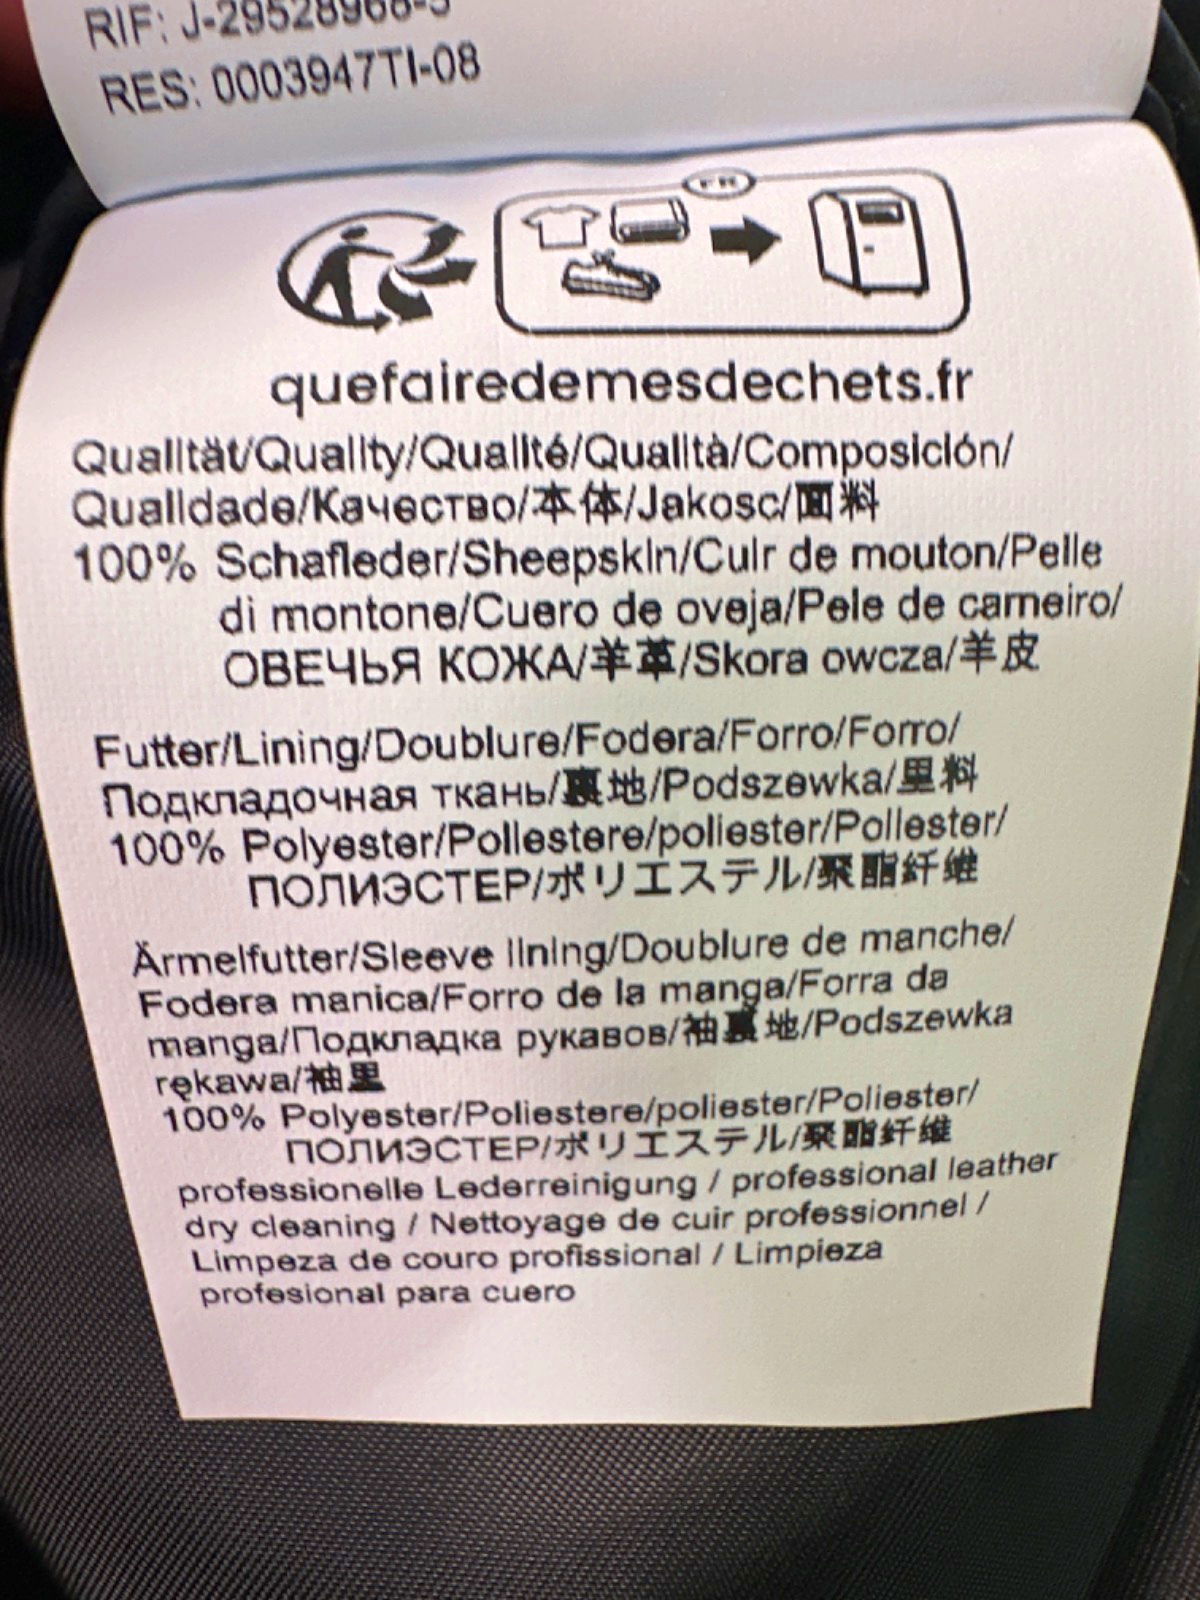 RIF: J-29528968-5
RES: 0003947TI-08
FR
quefairedemesdechets.fr
Qualität/Quality/Qualité/Qualità/Composición/
Qualidade/Качество/本体/Jakosc/面料
100% Schafleder/Sheepskin/Cuir de mouton/Pelle
di montone/Cuero de oveja/Pele de carneiro/
ОВЕЧЬЯ КОЖА/羊革/Skora owcza/羊皮
Futter/Lining/Doublure/Fodera/Forro/Forro/
Подкладочная ткань/裏地/Podszewka/里料
100% Polyester/Poliestere/poliester/Poliester/
ПОЛИЭСТЕР/ポリエステル/聚酯纤维
Ärmelfutter/Sleeve lining/Doublure de manche/
Fodera manica/Forro de la manga/Forra da
manga/Подкладка рукавов/袖裏地/Podszewka
rękawa/袖里
100% Polyester/Poliestere/poliester/Poliester/
ПОЛИЭСТЕР/ポリエステル/聚酯纤维
professionelle Lederreinigung / professional leather
dry cleaning / Nettoyage de cuir professionnel /
Limpeza de couro profissional / Limpieza
profesional para cuero